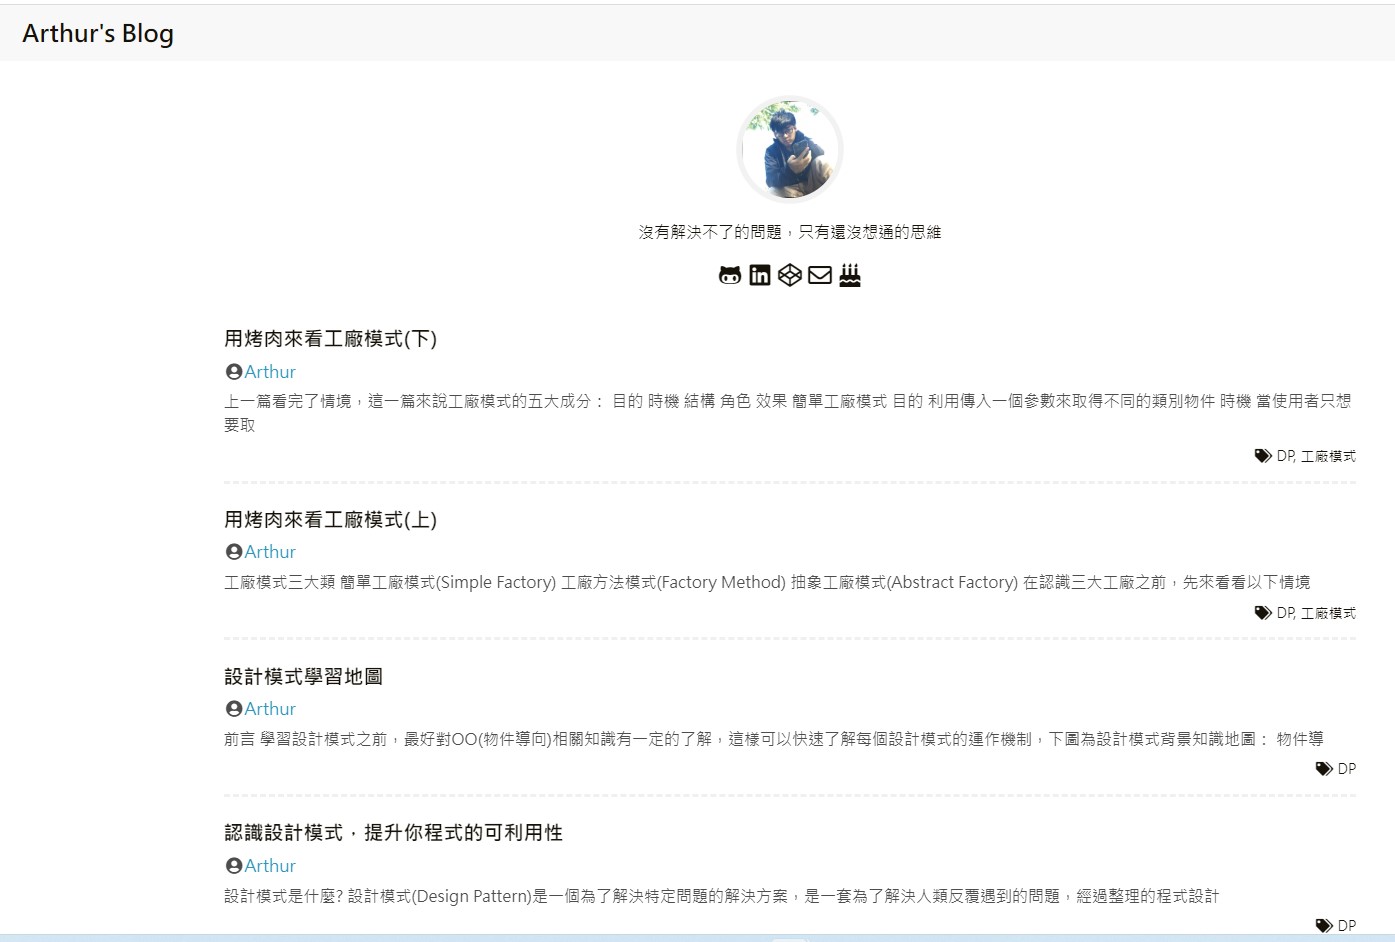 Arthur's Blog
沒有解決不了的問題，只有還沒想通的思維
用烤肉來看工廠模式(下)
Arthur
上一篇看完了情境，這一篇來說工廠模式的五大成分： 目的 時機 結構 角色 效果 簡單工廠模式 目的 利用傳入一個參數來取得不同的類別物件 時機 當使用者只想
要取
DP, 工廠模式
用烤肉來看工廠模式(上)
Arthur
工廠模式三大類 簡單工廠模式(Simple Factory) 工廠方法模式(Factory Method) 抽象工廠模式(Abstract Factory) 在認識三大工廠之前，先來看看以下情境
DP, 工廠模式
設計模式學習地圖
Arthur
前言 學習設計模式之前，最好對OO(物件導向)相關知識有一定的了解，這樣可以快速了解每個設計模式的運作機制，下圖為設計模式背景知識地圖： 物件導
DP
認識設計模式，提升你程式的可利用性
Arthur
設計模式是什麼? 設計模式(Design Pattern)是一個為了解決特定問題的解決方案，是一套為了解決人類反覆遇到的問題，經過整理的程式設計
DP